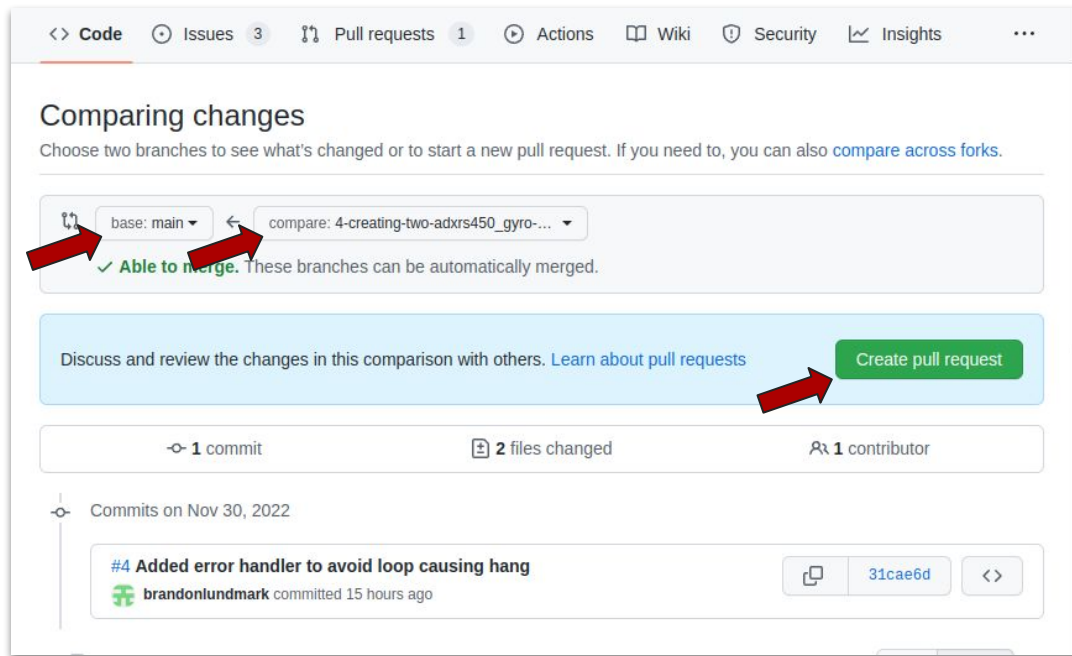 <> Code Issues 3 Pull requests 1 Actions Wiki Security Insights ...
Comparing changes
Choose two branches to see what's changed or to start a new pull request. If you need to, you can also compare across forks.
base: main compare: 4-creating-two-adxrs450_gyro-...
✓ Able to merge. These branches can be automatically merged.
Discuss and review the changes in this comparison with others. Learn about pull requests Create pull request
1 commit 2 files changed 1 contributor
Commits on Nov 30, 2022
#4 Added error handler to avoid loop causing hang
31cae6d <>
brandonlundmark committed 15 hours ago